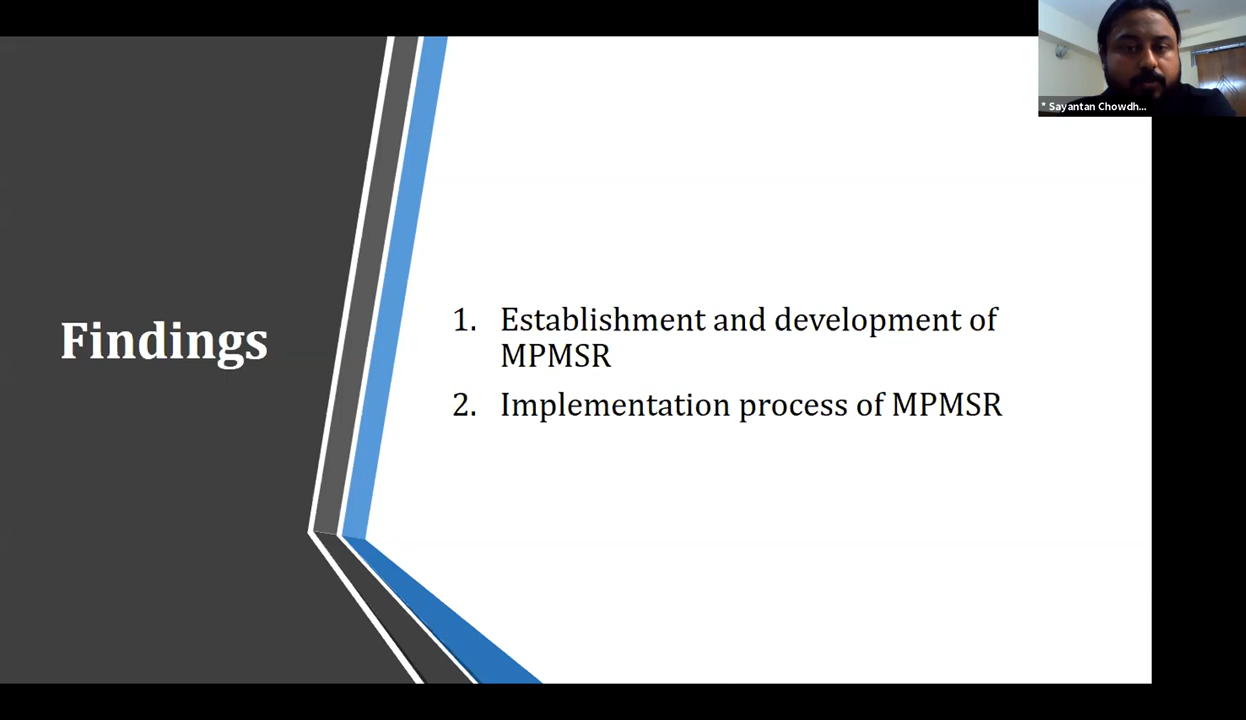 * Sayantan Chowdh...
Findings
1. Establishment and development of
MPMSR
2. Implementation process of MPMSR